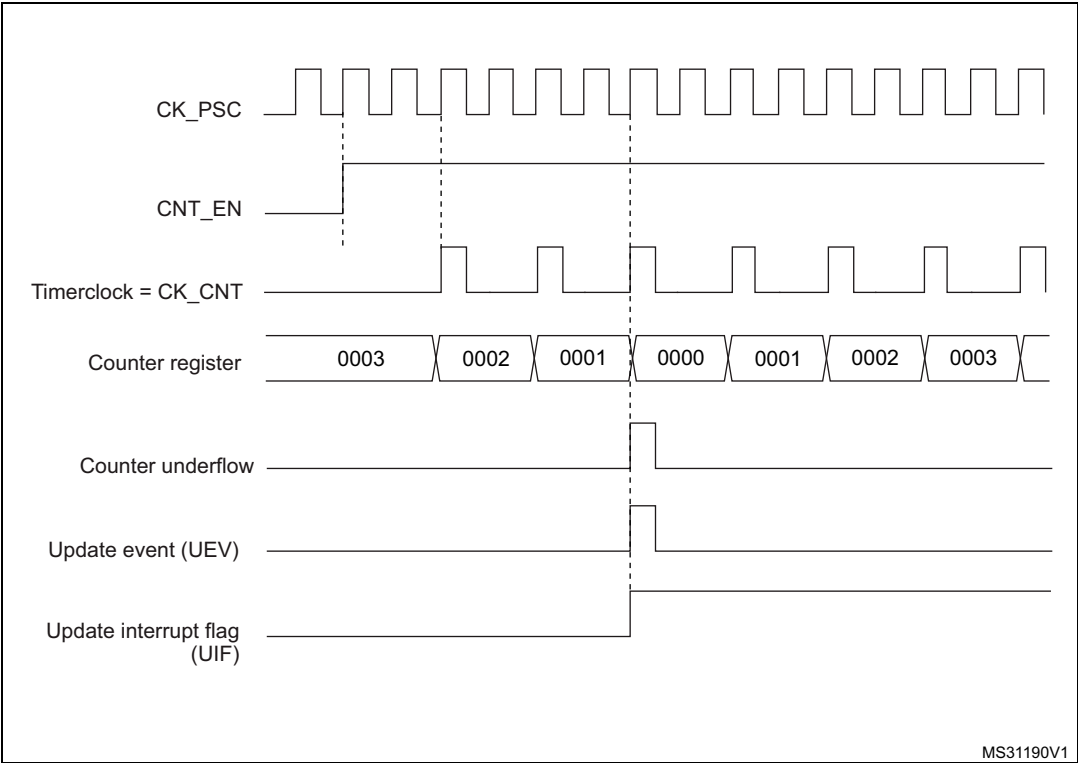 CK_PSC
CNT_EN
Timerclock = CK_CNT
Counter register 0003 0002 0001 0000 0001 0002 0003
Counter underflow
Update event (UEV)
Update interrupt flag
(UIF)
MS31190V1